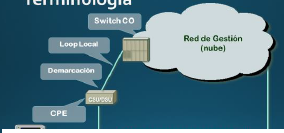 Terminología
Switch CO
Red de Gestión
(nube)
Loop Local
Demarcación
csu/dsu
CPE